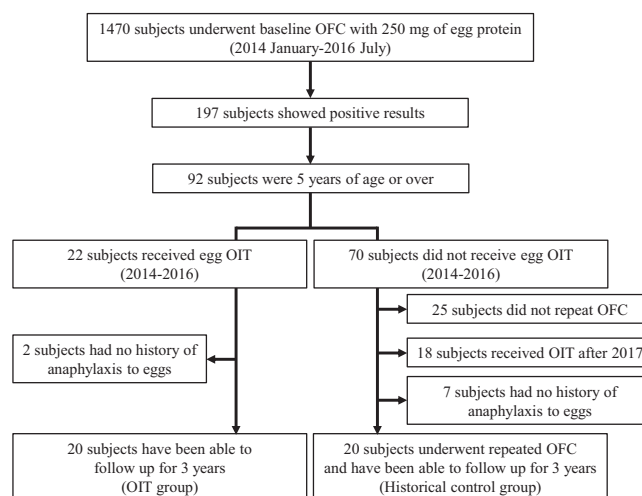 1470 subjects underwent baseline OFC with 250 mg of egg protein
(2014 January-2016 July)
197 subjects showed positive results
92 subjects were 5 years of age or over
22 subjects received egg OIT
(2014-2016)
70 subjects did not receive egg OIT
(2014-2016)
25 subjects did not repeat OFC
2 subjects had no history of
anaphylaxis to eggs
18 subjects received OIT after 2017
7 subjects had no history of
anaphylaxis to eggs
20 subjects have been able to
follow up for 3 years
(OIT group)
20 subjects underwent repeated OFC
and have been able to follow up for 3 years
(Historical control group)